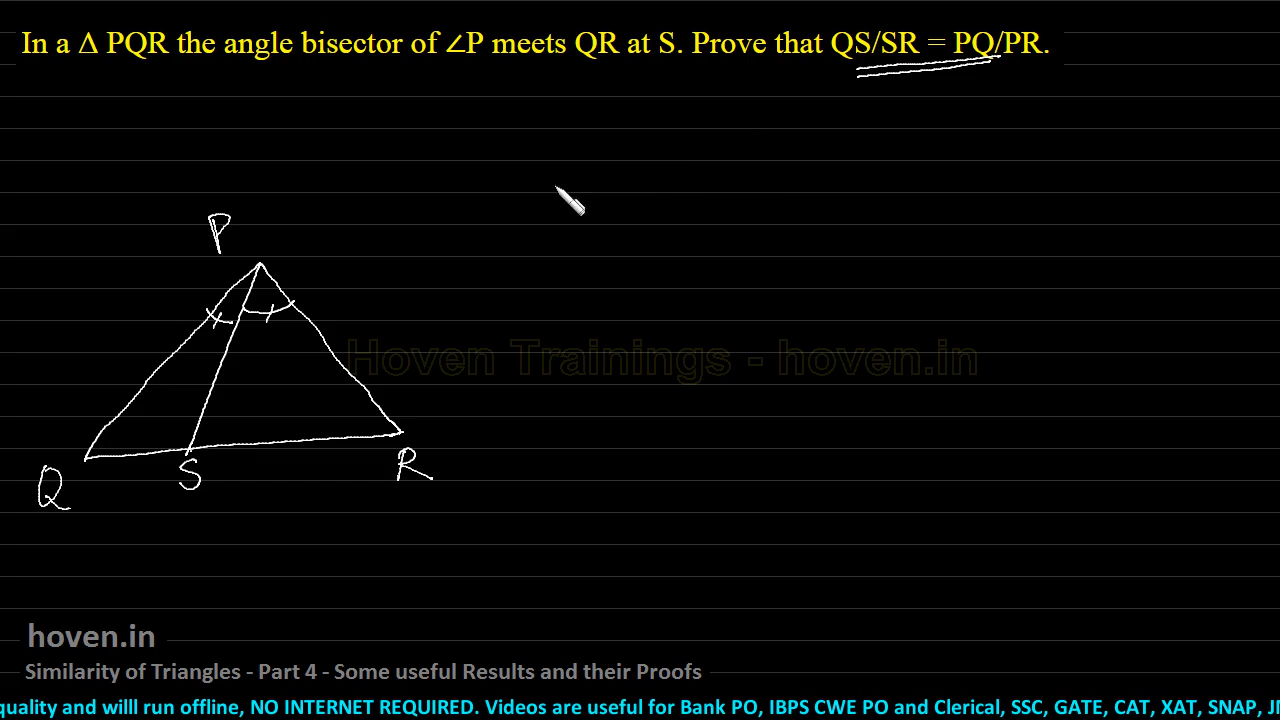 In a Δ PQR the angle bisector of ∠P meets QR at S. Prove that QS/SR = PQ/PR.
P
Hoven Trainings - hoven.in
Q
S
R
hoven.in
Similarity of Triangles - Part 4 - Some useful Results and their Proofs
quality and willl run offline, NO INTERNET REQUIRED. Videos are useful for Bank PO, IBPS CWE PO and Clerical, SSC, GATE, CAT, XAT, SNAP,